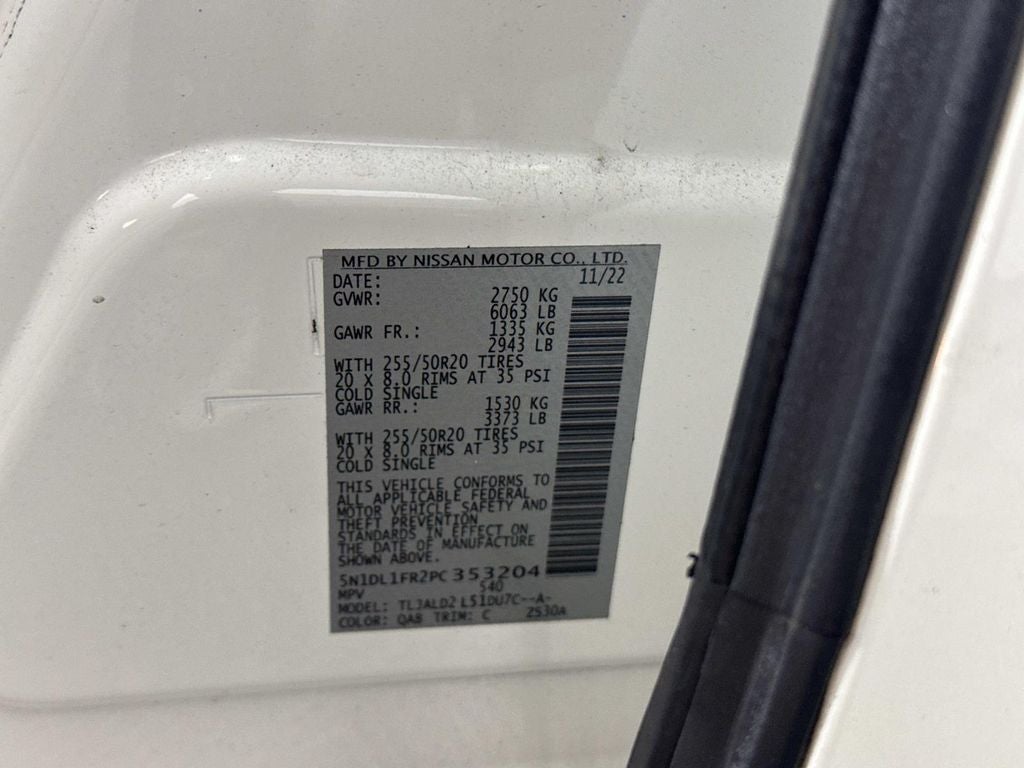 MFD BY NISSAN MOTOR CO., LTD.
DATE: 11/22
GVWR: 2750 KG
6063 LB
GAWR FR.: 1335 KG
2943 LB
WITH 255/50R20 TIRES
20 X 8.0 RIMS AT 35 PSI
COLD SINGLE
GAWR RR.: 1530 KG
3373 LB
WITH 255/50R20 TIRES
20 X 8.0 RIMS AT 35 PSI
COLD SINGLE
THIS VEHICLE CONFORMS TO
ALL APPLICABLE FEDERAL
MOTOR VEHICLE SAFETY AND
THEFT PREVENTION
STANDARDS IN EFFECT ON
THE DATE OF MANUFACTURE
SHOWN ABOVE.
5N1DL1FR2PC353204
MPV 540
MODEL: TLJALD2 L51DU7C--A-
COLOR: QAB TRIM: C 2530A